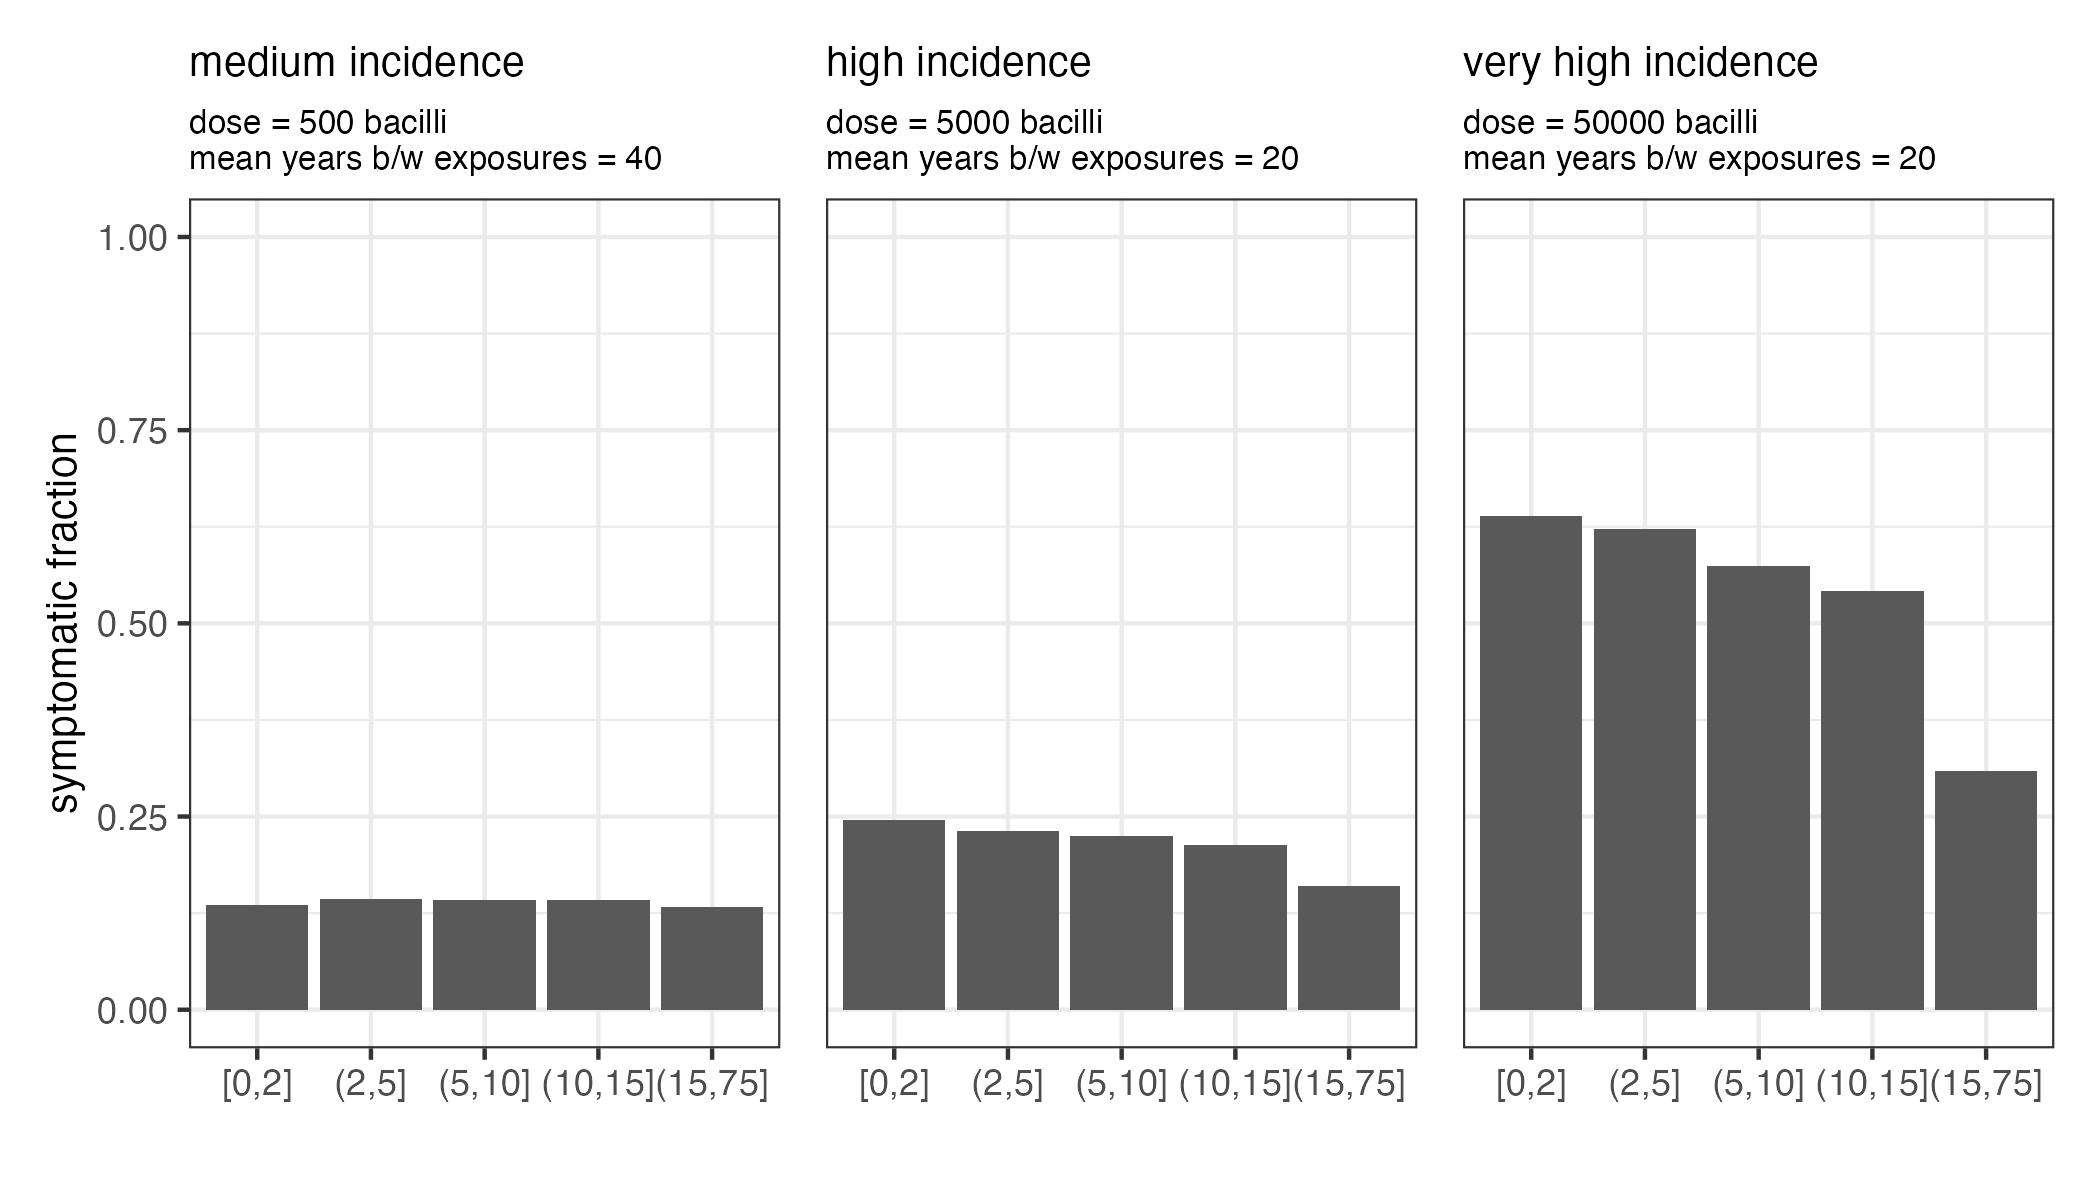 medium incidence
dose = 500 bacilli
mean years b/w exposures = 40
high incidence
dose = 5000 bacilli
mean years b/w exposures = 20
very high incidence
dose = 50000 bacilli
mean years b/w exposures = 20
symptomatic fraction
1.00
0.75
0.50
0.25
0.00
[0,2] (2,5] (5,10] (10,15] (15,75]
[0,2] (2,5] (5,10] (10,15] (15,75]
[0,2] (2,5] (5,10] (10,15] (15,75]